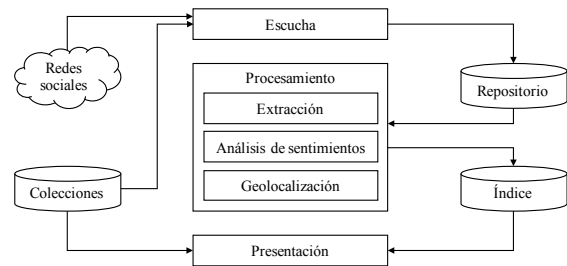 Escucha
Redes
sociales
Procesamiento
Extracción
Repositorio
Análisis de sentimientos
Geolocalización
Colecciones
Índice
Presentación